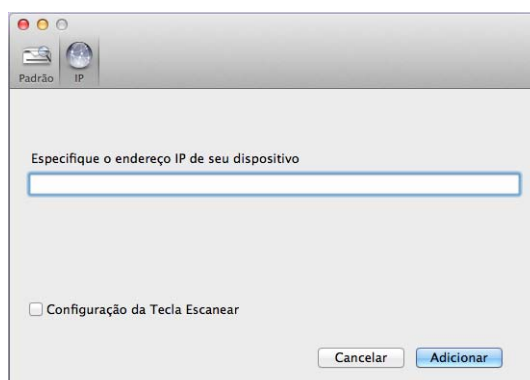 Padrão IP
Especifique o endereço IP de seu dispositivo
Configuração da Tecla Escanear
Cancelar Adicionar